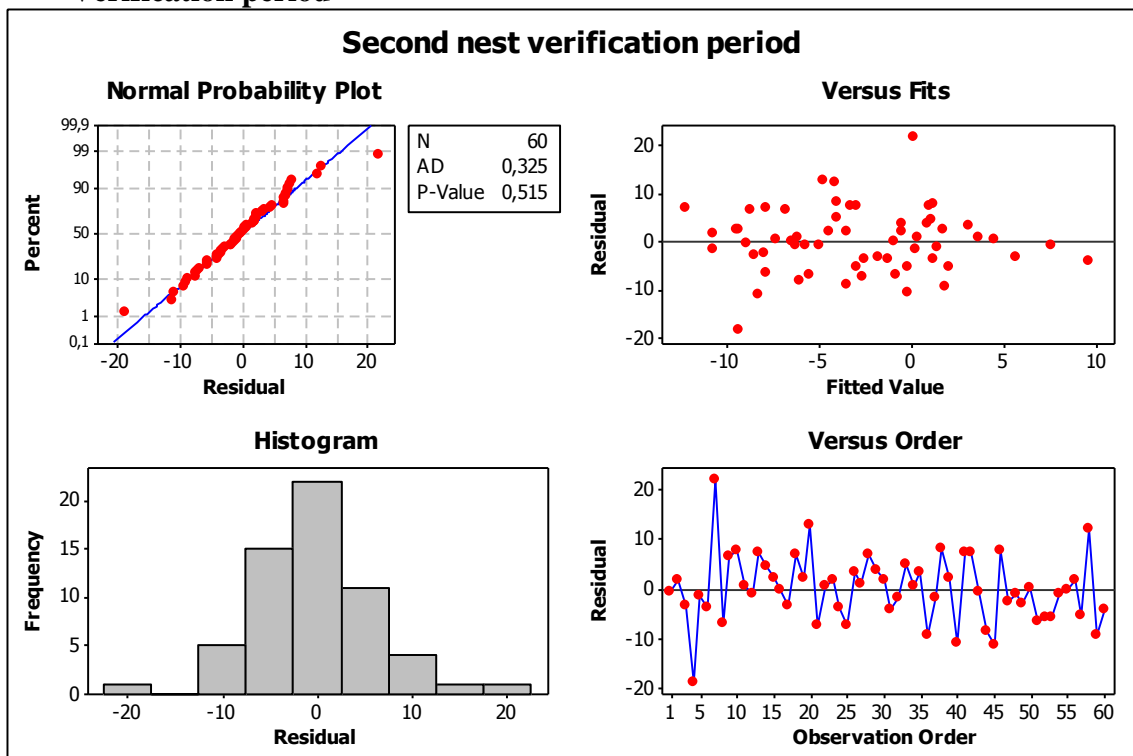 verification period
Second nest verification period
Normal Probability Plot
99,9
99
90
50
10
1
0,1
Percent
-20 -10 0 10 20
Residual
N 60
AD 0,325
P-Value 0,515
Versus Fits
20
10
0
-10
-20
Residual
-10 -5 0 5 10
Fitted Value
Histogram
20
15
10
5
0
Frequency
-20 -10 0 10 20
Residual
Versus Order
20
10
0
-10
-20
Residual
1 5 10 15 20 25 30 35 40 45 50 55 60
Observation Order